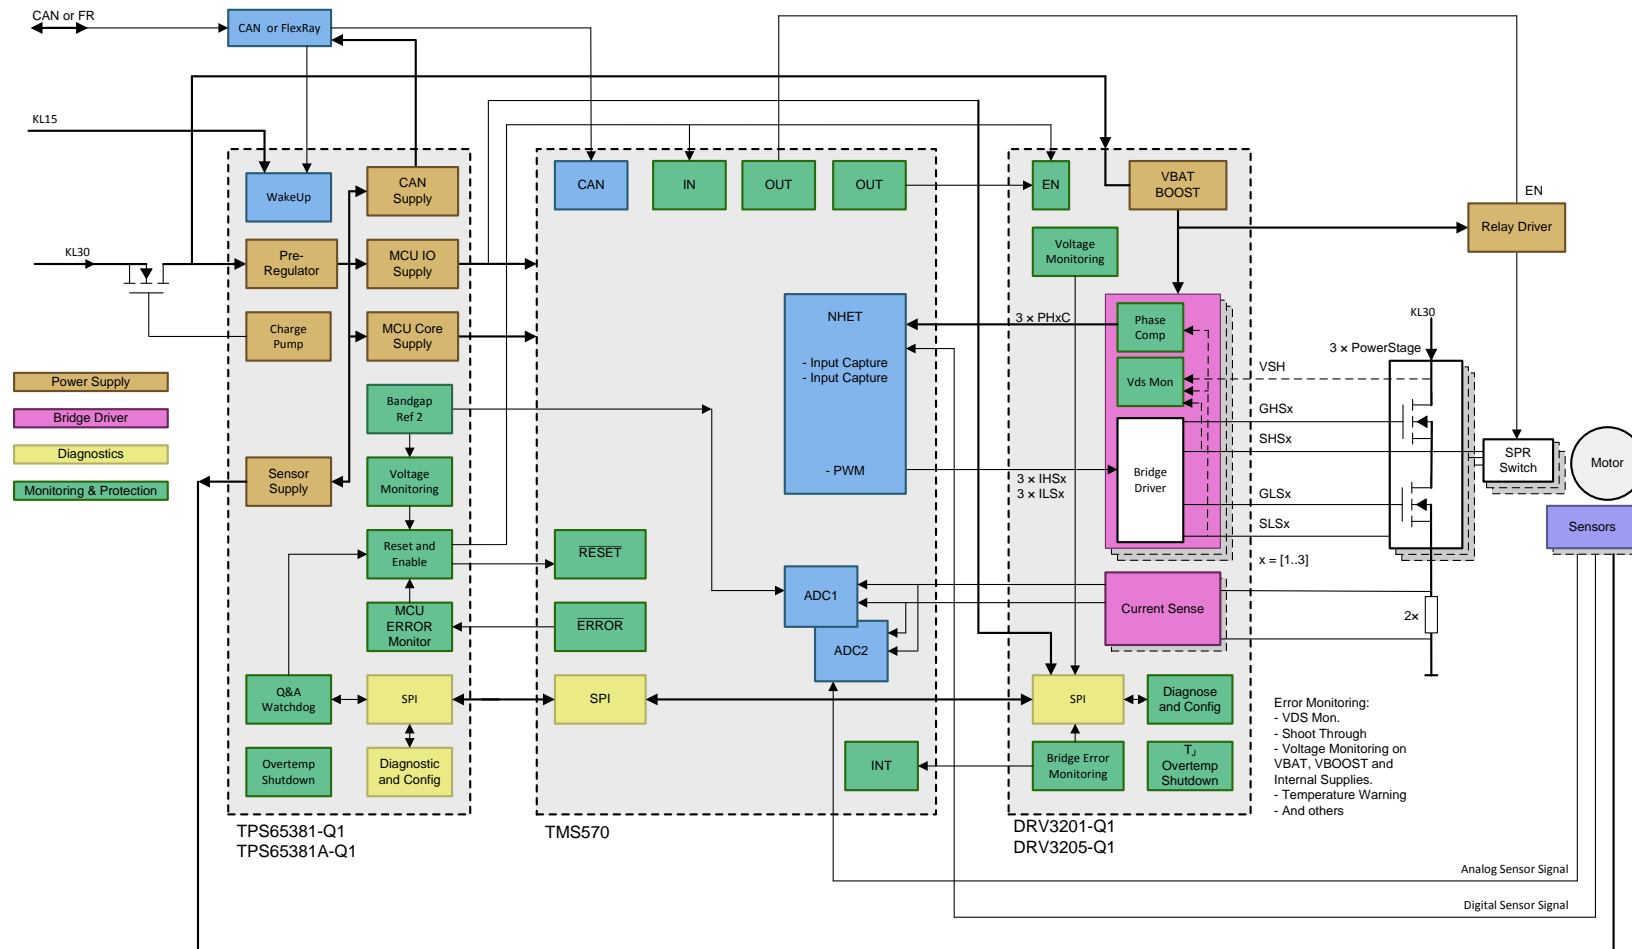 CAN or FR
CAN or FlexRay
KL15
WakeUp
CAN
Supply
KL30
Pre-
Regulator
MCU IO
Supply
Charge
Pump
MCU Core
Supply
Power Supply
Bridge Driver
Diagnostics
Monitoring & Protection
Bandgap
Ref 2
Sensor
Supply
Voltage
Monitoring
Reset and
Enable
MCU
ERROR
Monitor
Q&A
Watchdog
SPI
Overtemp
Shutdown
Diagnostic
and Config
TPS65381-Q1
TPS65381A-Q1
CAN
IN
OUT
OUT
NHET
- Input Capture
- Input Capture
- PWM
RESET
ERROR
ADC1
ADC2
SPI
INT
TMS570
EN
VBAT
BOOST
Voltage
Monitoring
3 × PHxC
Phase
Comp
Vds Mon
3 × IHSx
3 × ILSx
Bridge
Driver
Current Sense
SPI
Diagnose
and Config
Bridge Error
Monitoring
TJ
Overtemp
Shutdown
DRV3201-Q1
DRV3205-Q1
EN
Relay Driver
KL30
3 × PowerStage
VSH
GHSx
SHSx
GLSx
SLSx
x = [1..3]
2×
SPR
Switch
Motor
Sensors
Error Monitoring:
- VDS Mon.
- Shoot Through
- Voltage Monitoring on
VBAT, VBOOST and
Internal Supplies.
- Temperature Warning
- And others
Analog Sensor Signal
Digital Sensor Signal